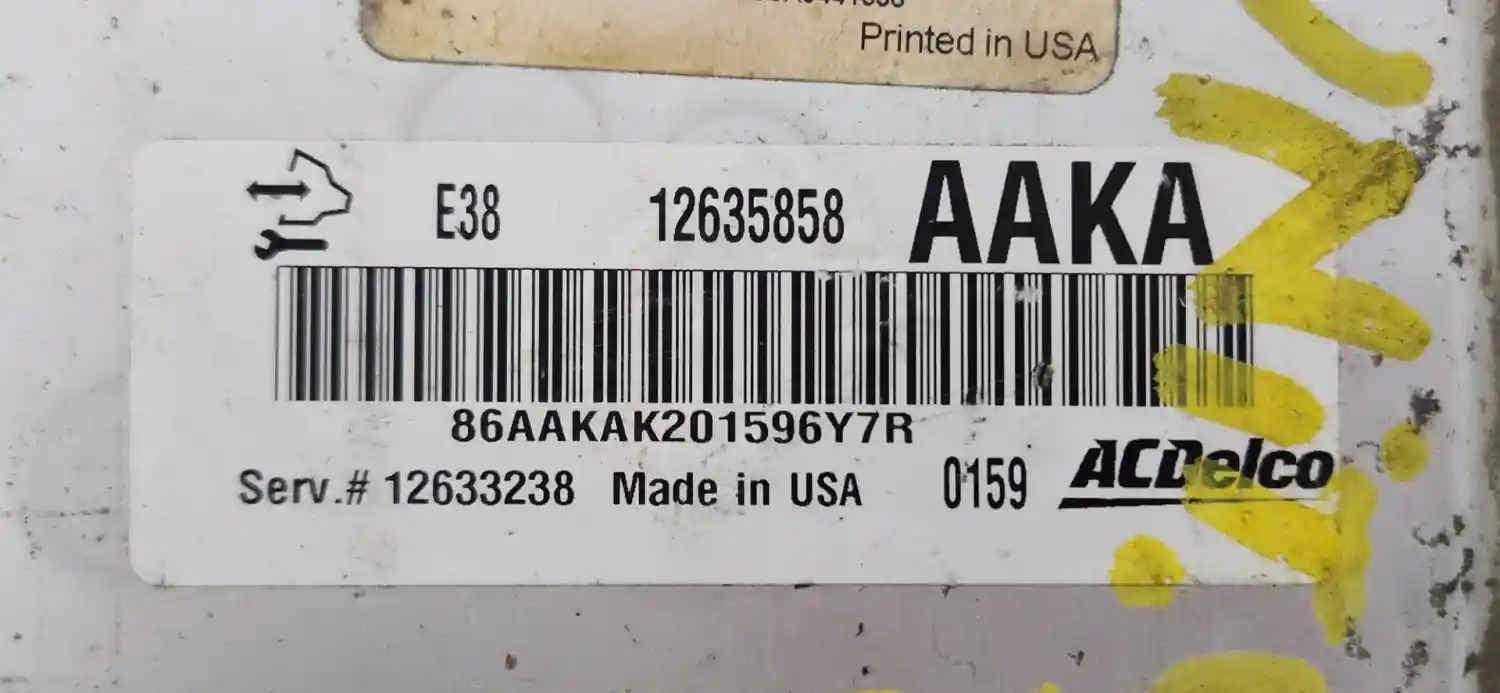 Printed in USA
E38 12635858 AAKA
86AAKAK201596Y7R
Serv.# 12633238 Made in USA 0159 ACDelco